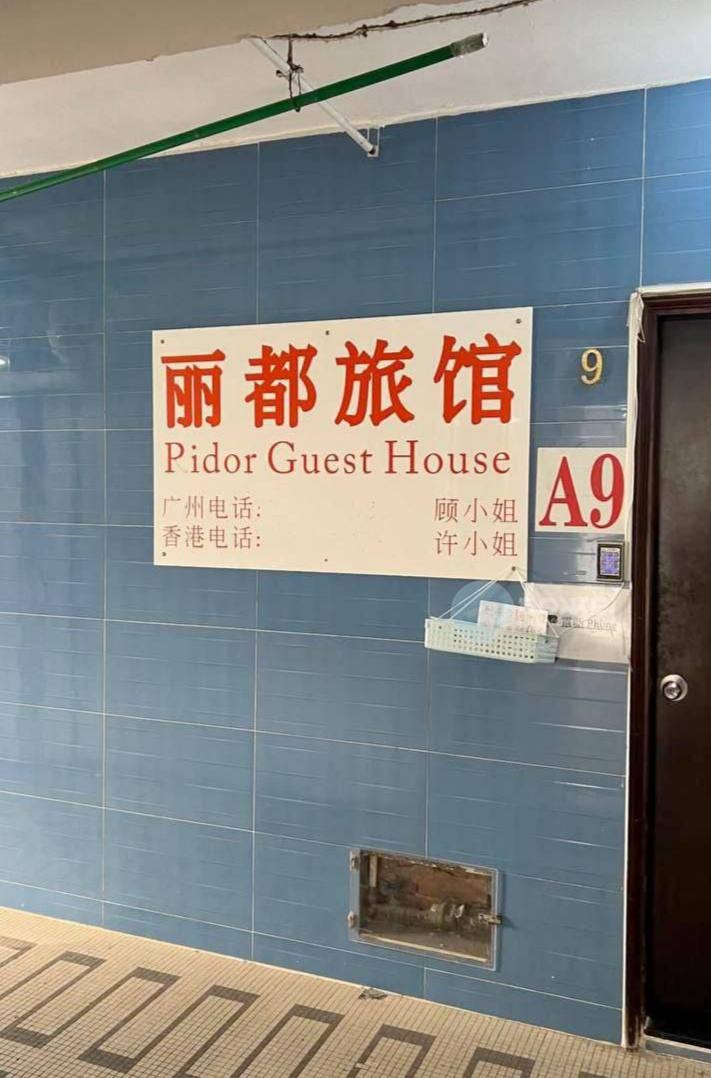 丽都旅馆
Pidor Guest House
广州电话: 顾小姐
香港电话: 许小姐
9
A9
Phone